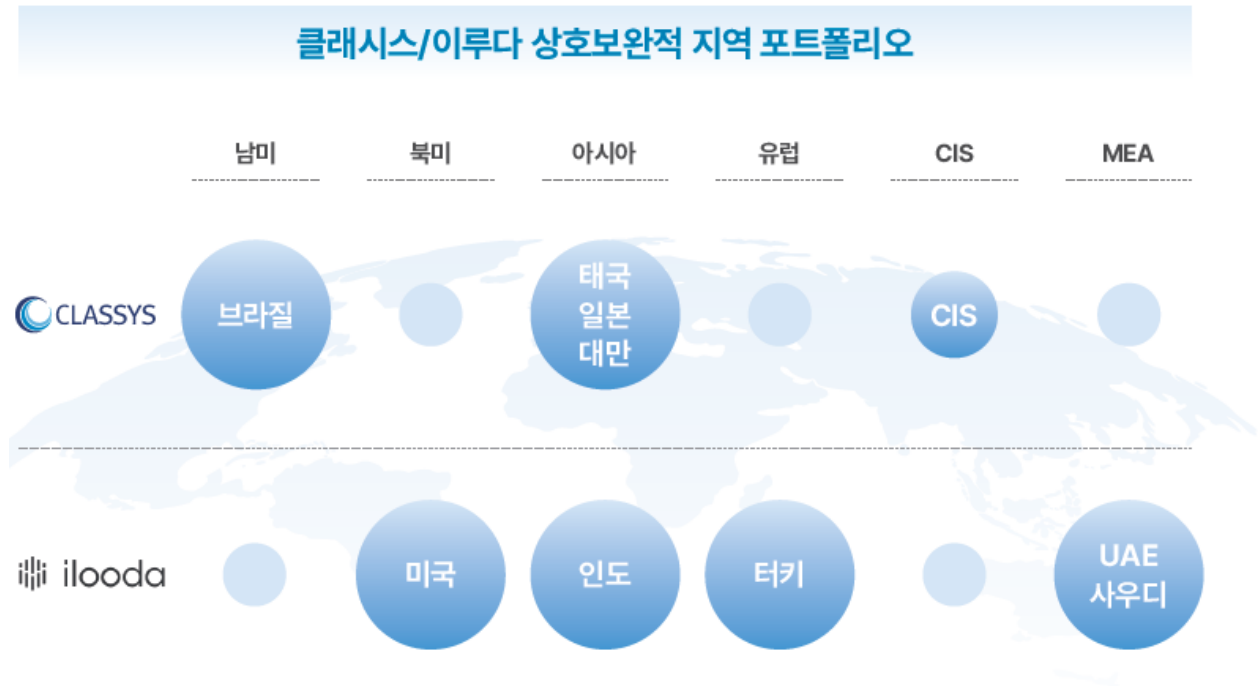 클래시스/이루다 상호보완적 지역 포트폴리오
남미 북미 아시아 유럽 CIS MEA
CLASSYS
브라질
태국
일본
대만
CIS
ilooda
미국
인도
터키
UAE
사우디